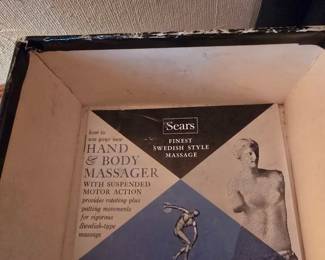 Sears
FINEST
SWEDISH STYLE
MASSAGE
how to
use your new
HAND
& BODY
MASSAGER
WITH SUSPENDED
MOTOR ACTION
provides rotating plus
patting movements
for vigorous
Swedish-type
massage